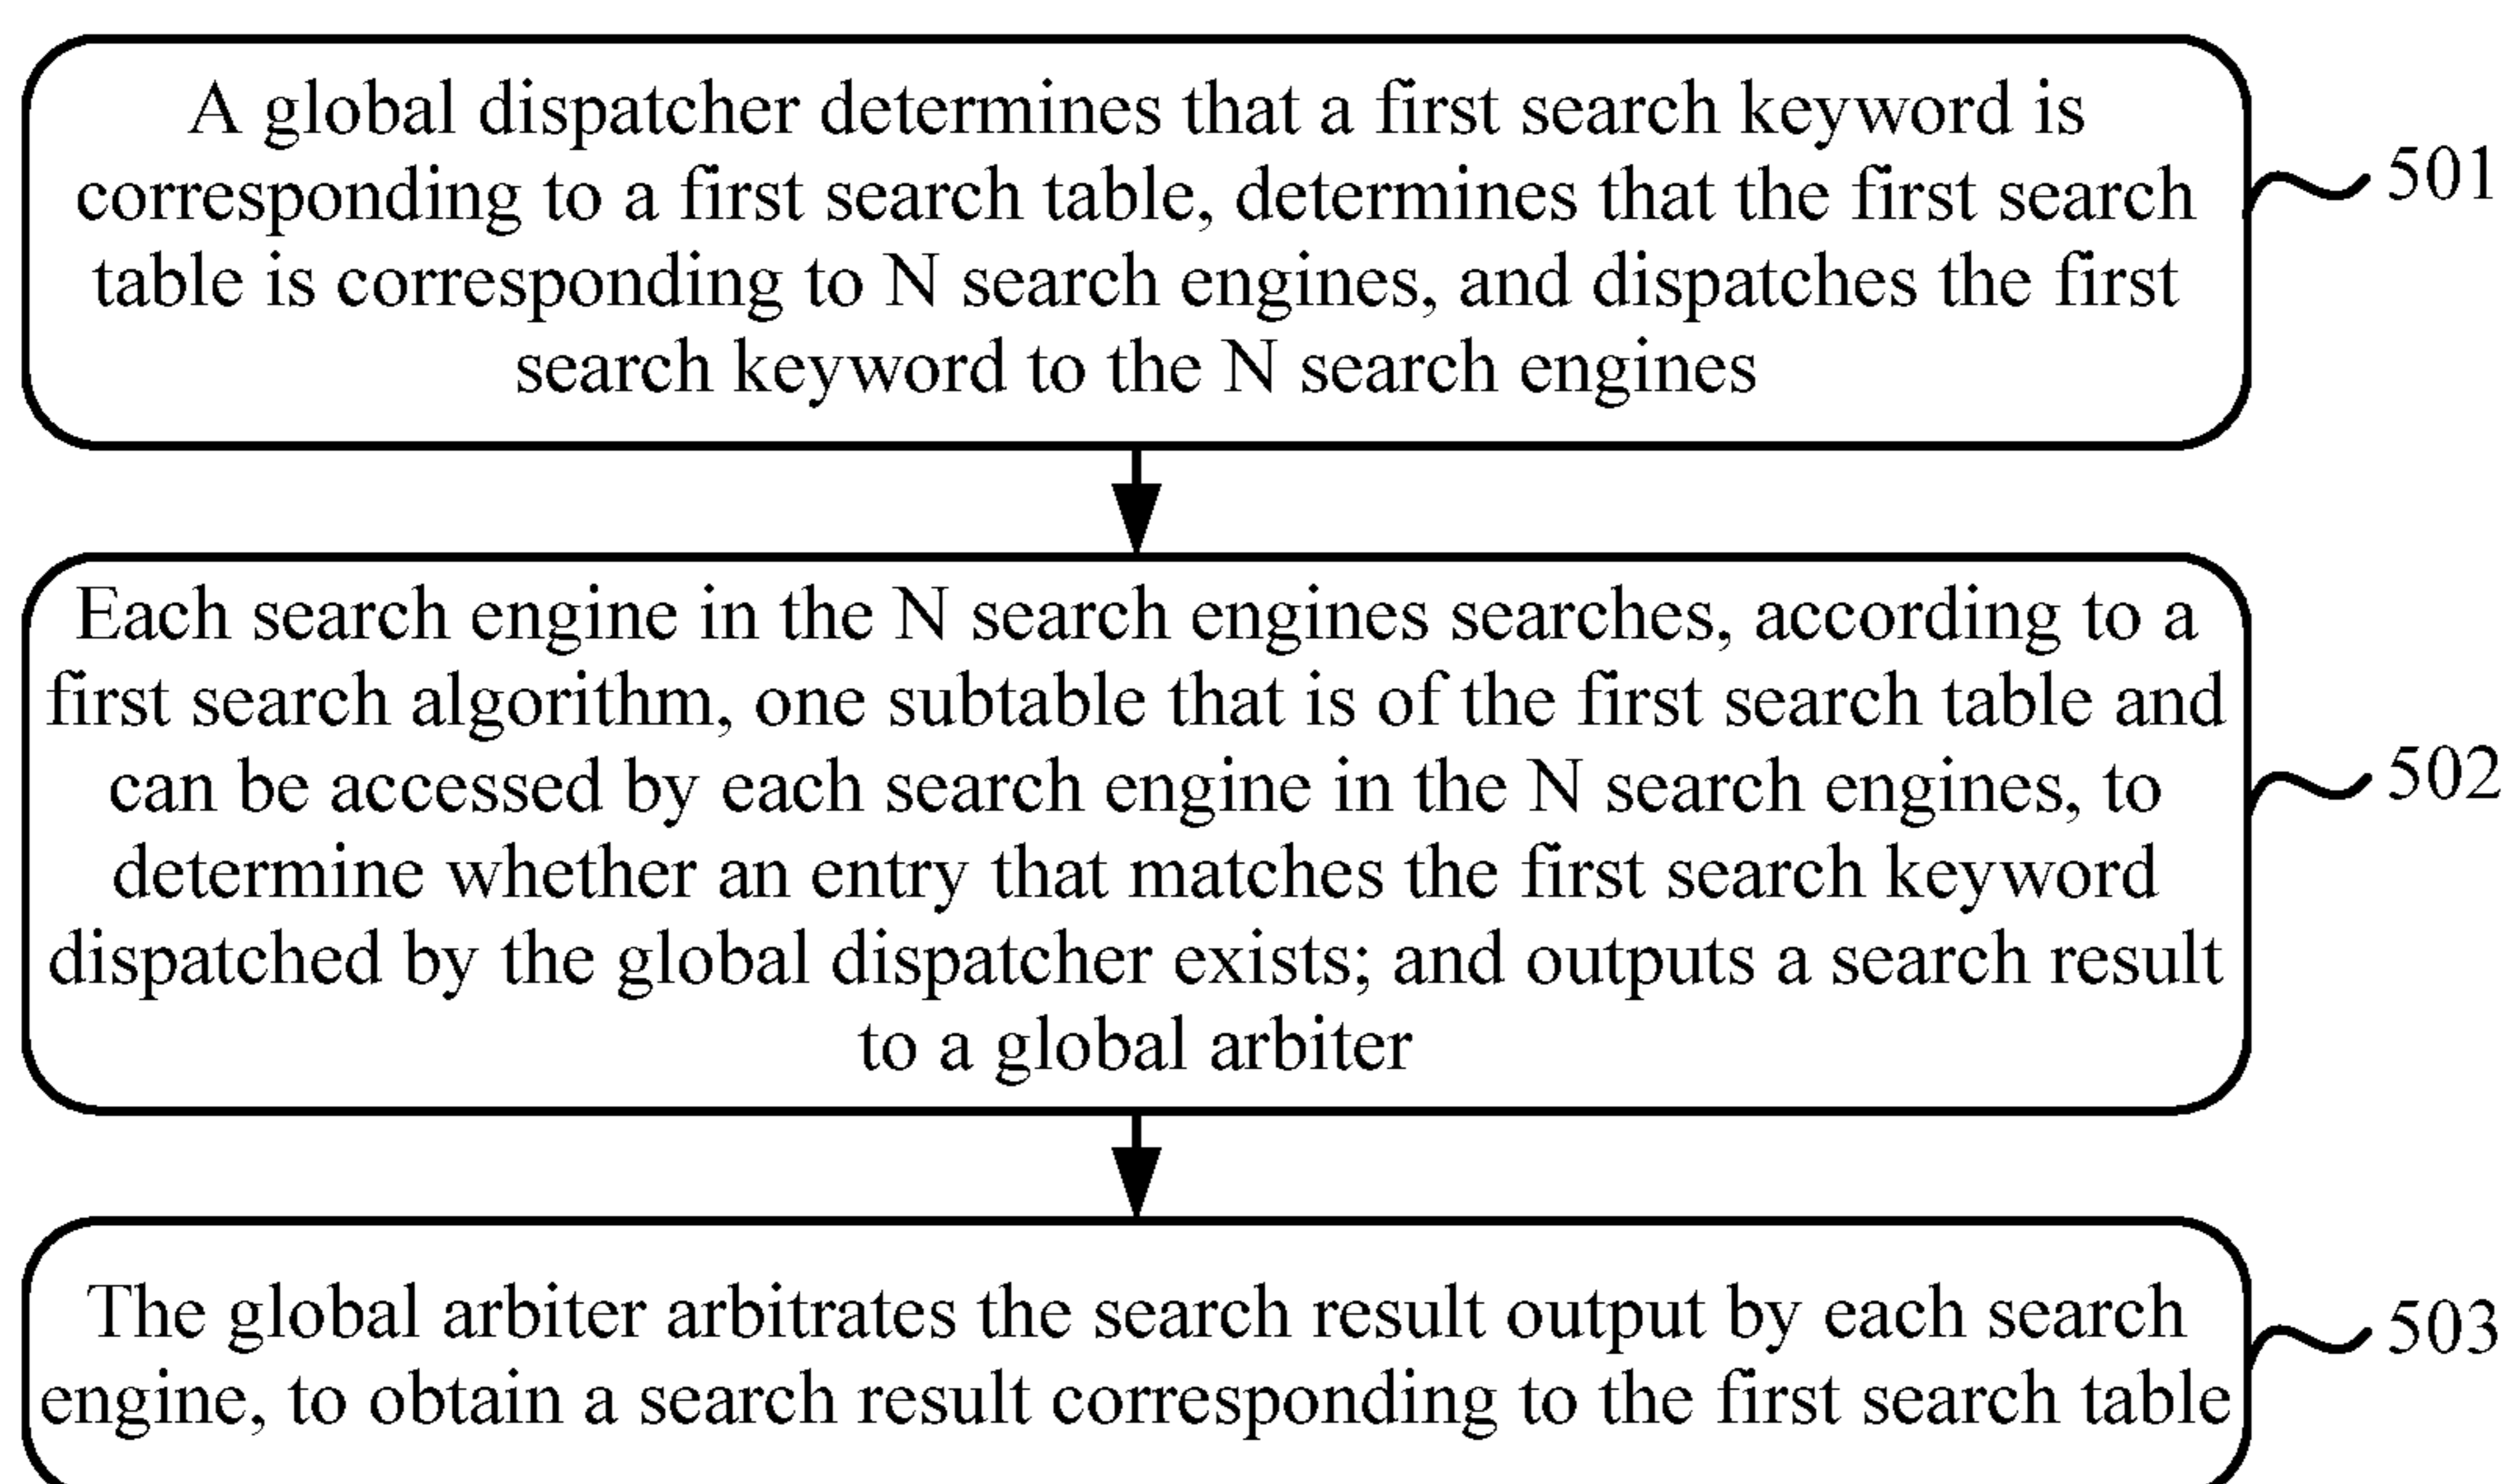 A global dispatcher determines that a first search keyword is
corresponding to a first search table, determines that the first search
table is corresponding to N search engines, and dispatches the first
search keyword to the N search engines
501
Each search engine in the N search engines searches, according to a
first search algorithm, one subtable that is of the first search table and
can be accessed by each search engine in the N search engines, to
determine whether an entry that matches the first search keyword
dispatched by the global dispatcher exists; and outputs a search result
to a global arbiter
502
The global arbiter arbitrates the search result output by each search
engine, to obtain a search result corresponding to the first search table
503